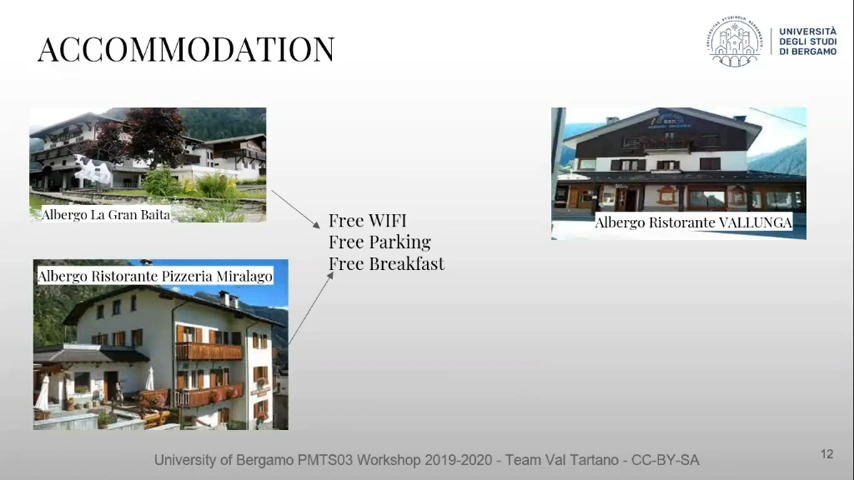 ACCOMMODATION
UNIVERSITÀ
DEGLI STUDI
DI BERGAMO
Albergo La Gran Baita
Free WIFI
Free Parking
Free Breakfast
Albergo Ristorante VALLUNGA
Albergo Ristorante Pizzeria Miralago
University of Bergamo PMTS03 Workshop 2019-2020 - Team Val Tartano - CC-BY-SA
12